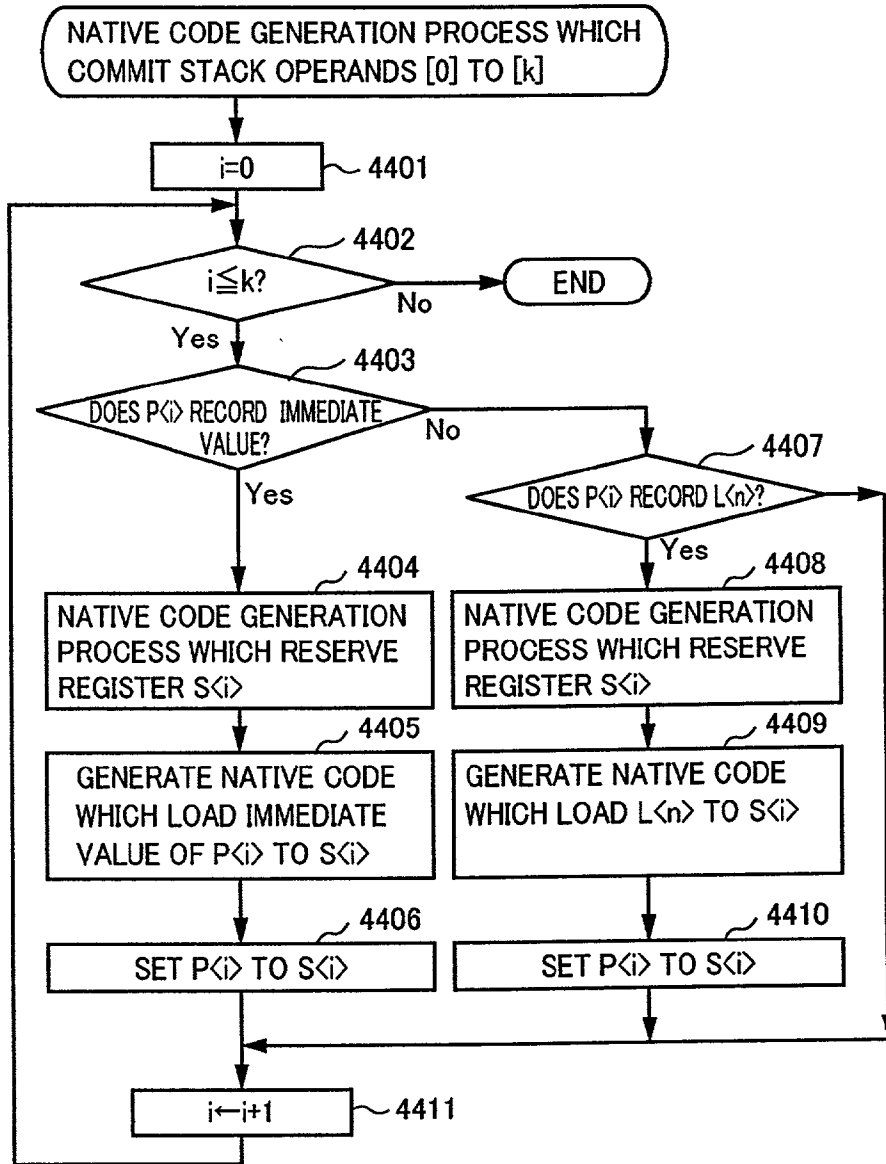 NATIVE CODE GENERATION PROCESS WHICH
COMMIT STACK OPERANDS [0] TO [k]
i=0
4401
4402
i≦k?
No
END
Yes
4403
DOES P<i> RECORD IMMEDIATE
VALUE?
No
4407
Yes
DOES P<i> RECORD L<n>?
Yes
4404
NATIVE CODE GENERATION
PROCESS WHICH RESERVE
REGISTER S<i>
4408
NATIVE CODE GENERATION
PROCESS WHICH RESERVE
REGISTER S<i>
4405
GENERATE NATIVE CODE
WHICH LOAD IMMEDIATE
VALUE OF P<i> TO S<i>
4409
GENERATE NATIVE CODE
WHICH LOAD L<n> TO S<i>
4406
SET P<i> TO S<i>
4410
SET P<i> TO S<i>
i←i+1
4411